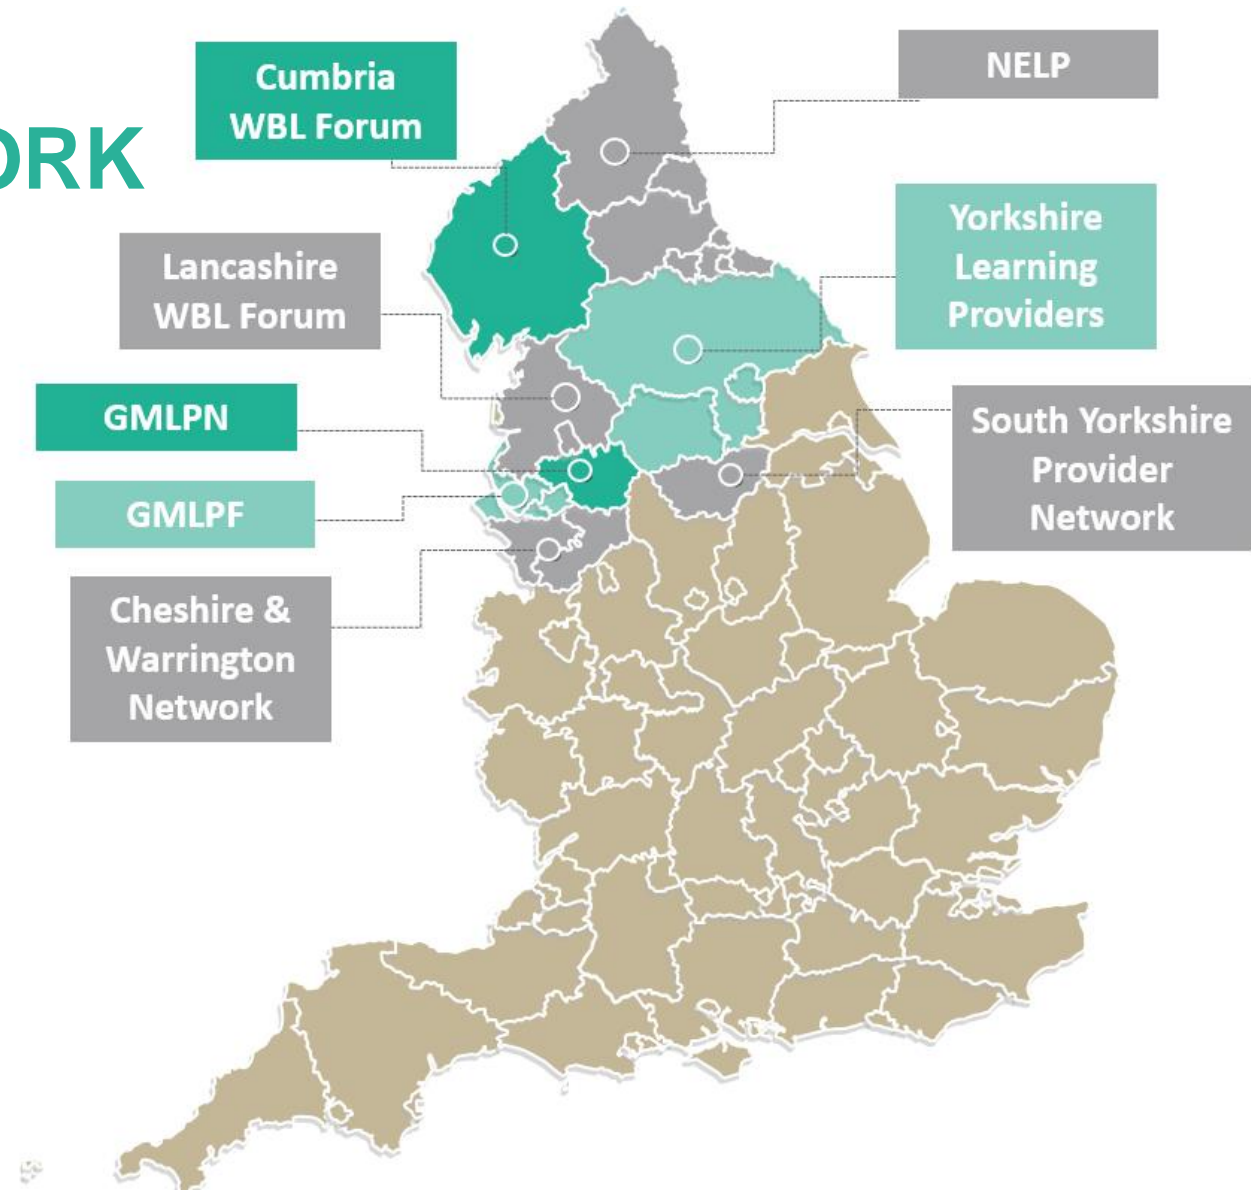 ORK
Cumbria
WBL Forum
NELP
Yorkshire
Learning
Providers
Lancashire
WBL Forum
GMLPN
South Yorkshire
Provider
Network
GMLPF
Cheshire &
Warrington
Network